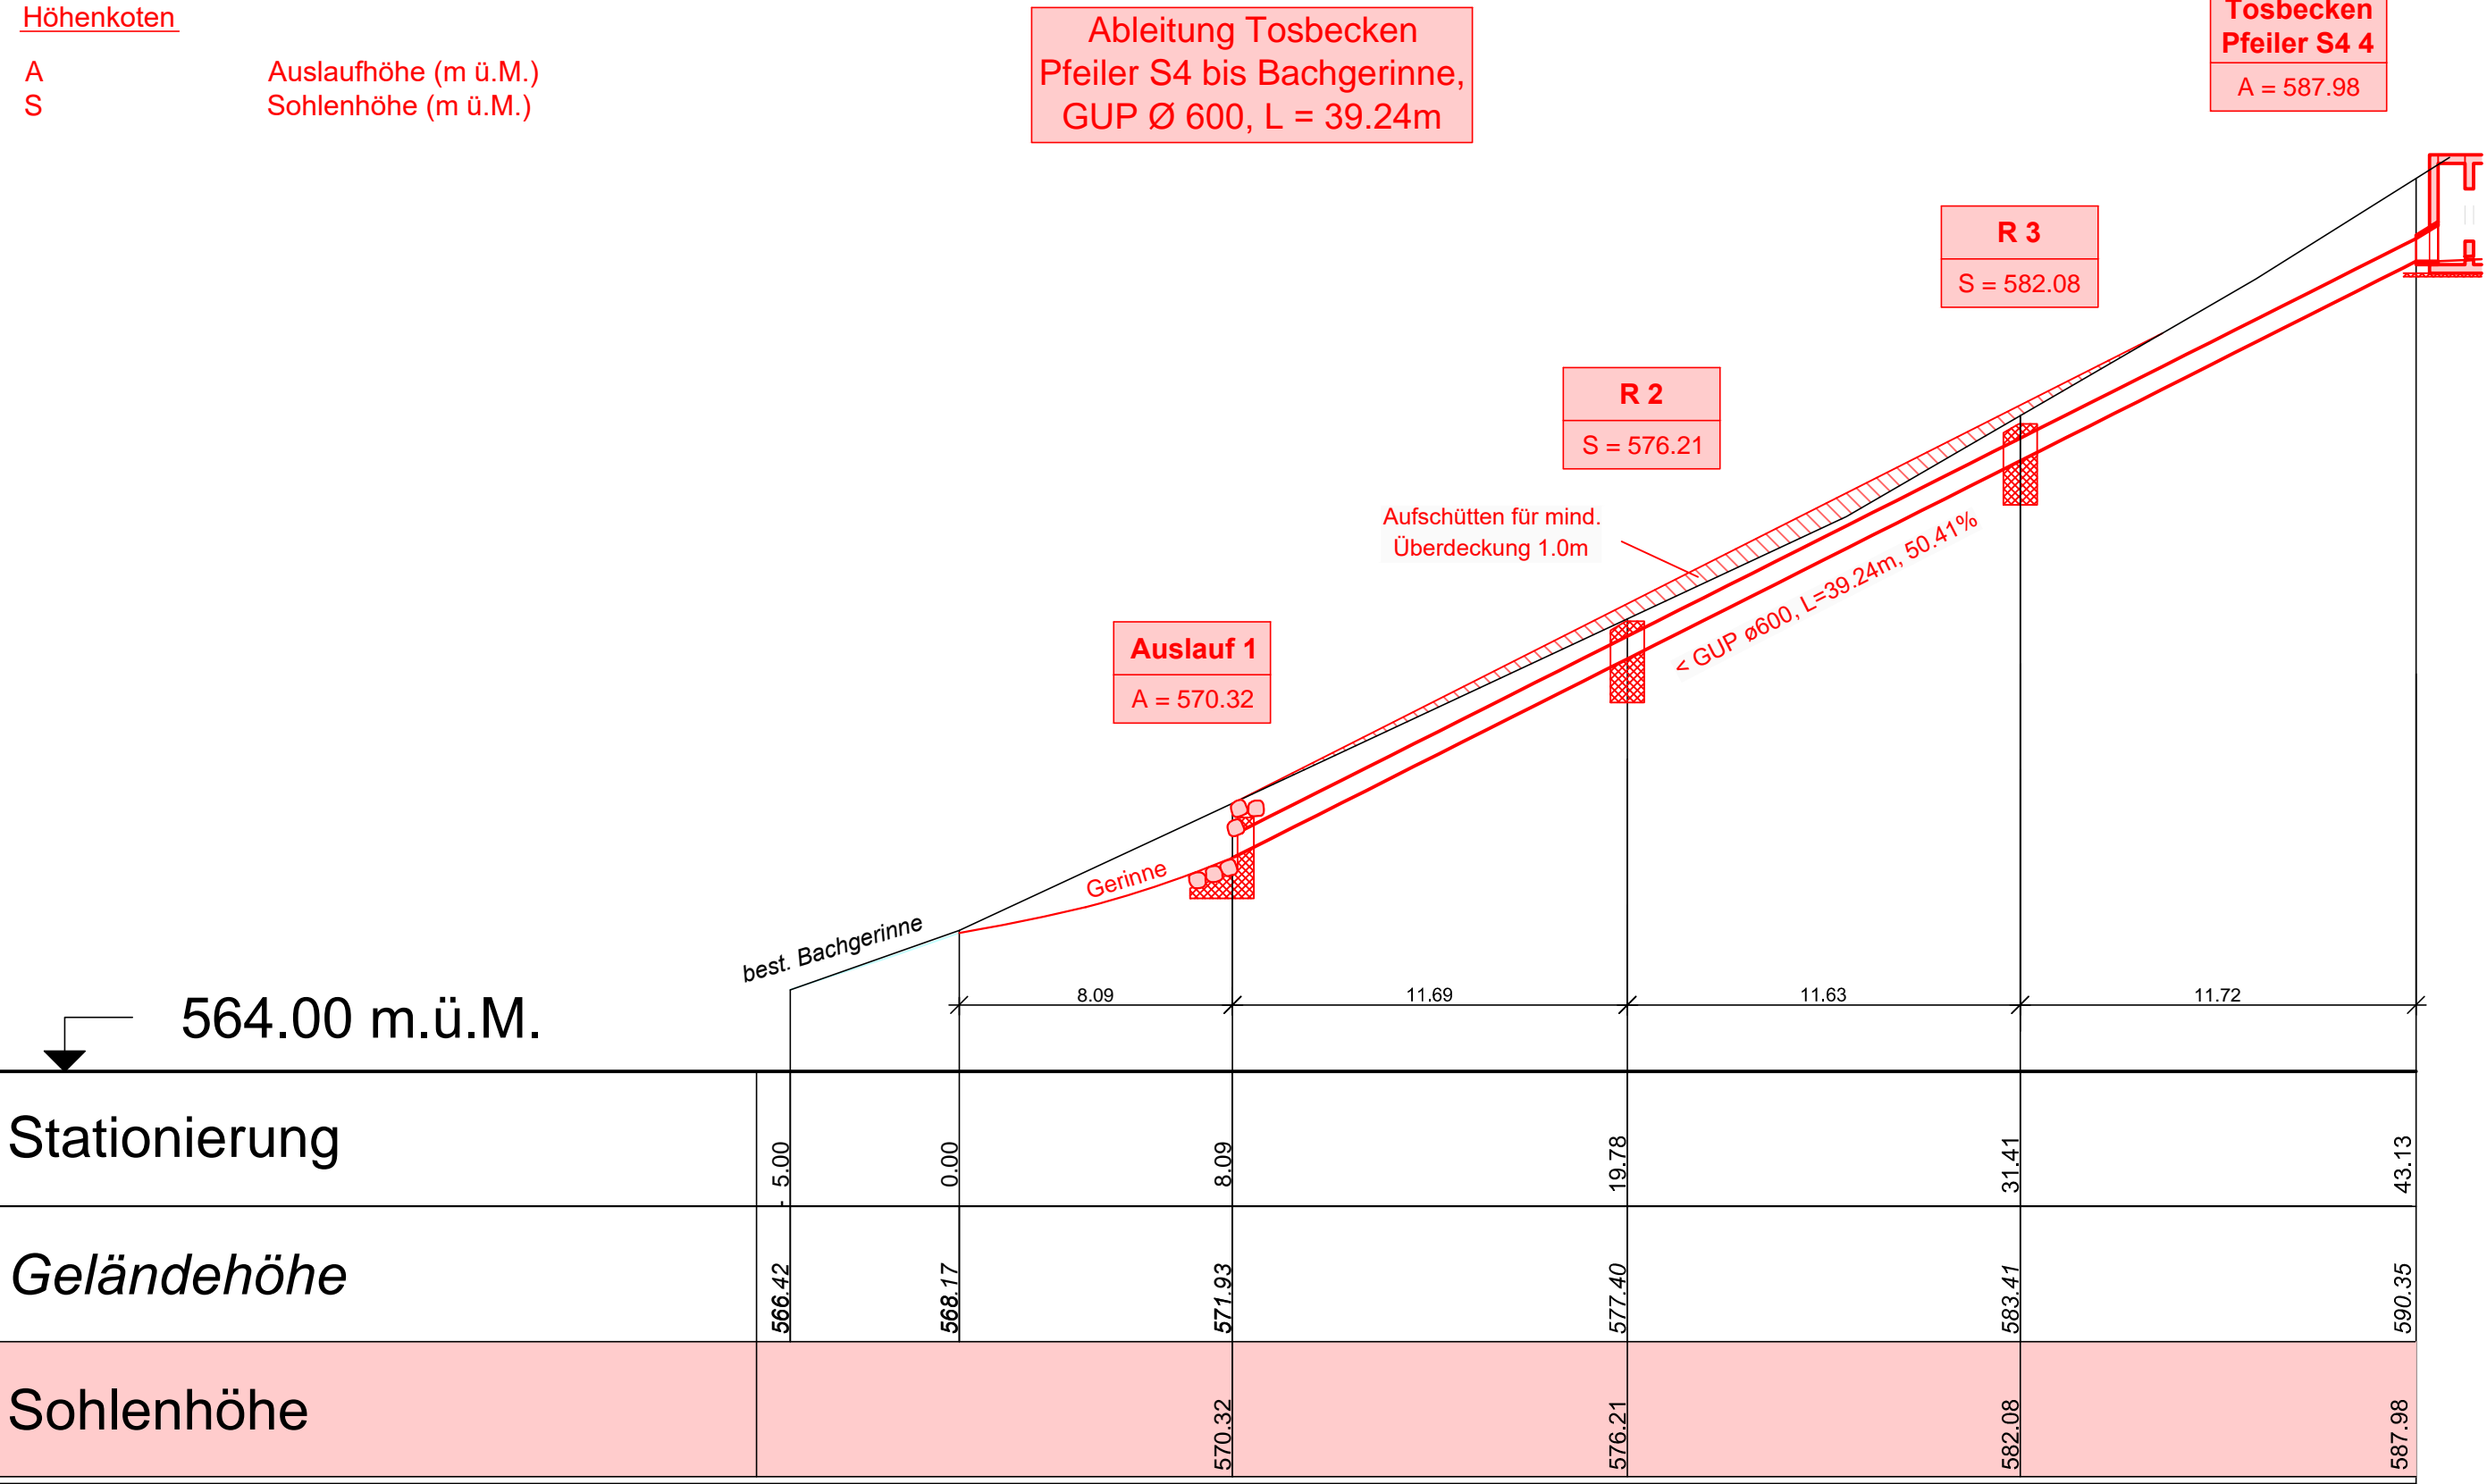 Höhenkoten
A Auslaufhöhe (m ü.M.)
S Sohlenhöhe (m ü.M.)
Ableitung Tosbecken
Pfeiler S4 bis Bachgerinne,
GUP Ø 600, L = 39.24m
Tosbecken
Pfeiler S4 4
A = 587.98
R 3
S = 582.08
R 2
S = 576.21
Aufschütten für mind.
Überdeckung 1.0m
< GUP ø600, L=39.24m, 50.41%
Auslauf 1
A = 570.32
Gerinne
best. Bachgerinne
8.09 11.69 11.63 11.72
564.00 m.ü.M.
Stationierung - 5.00 0.00 8.09 19.78 31.41 43.13
Geländehöhe 566.42 568.17 571.93 577.40 583.41 590.35
Sohlenhöhe 570.32 576.21 582.08 587.98